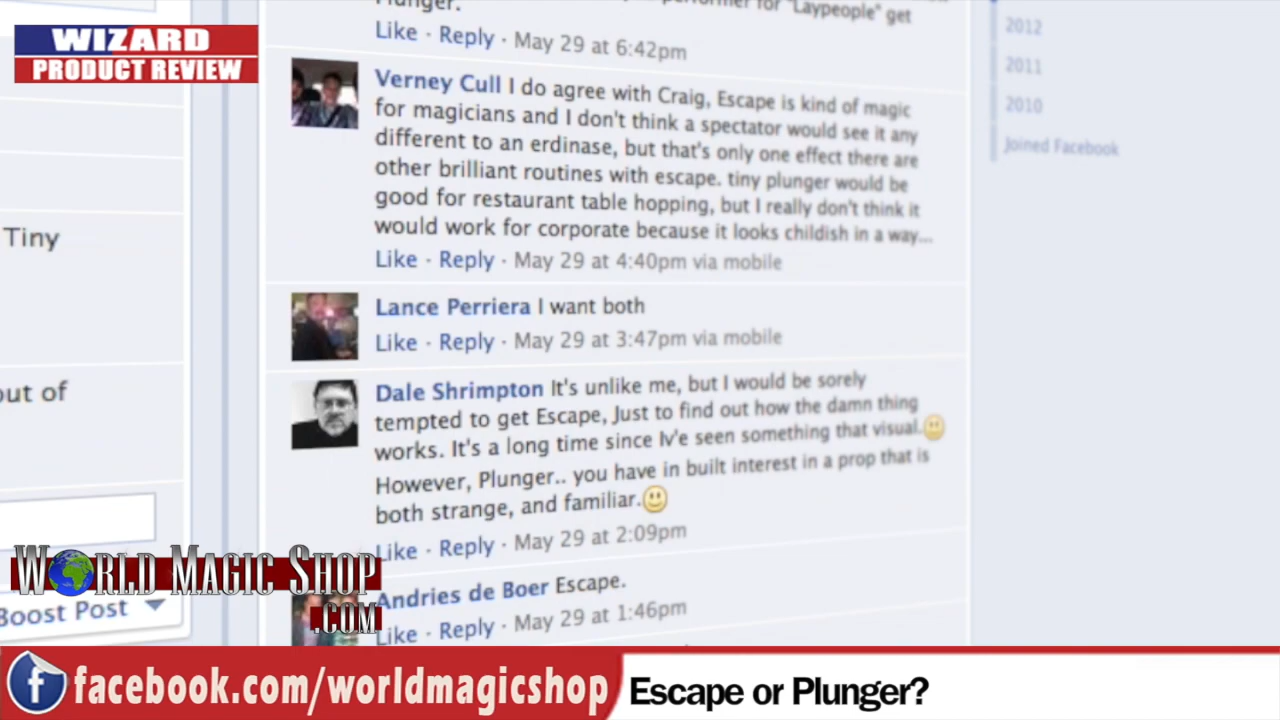 WIZARD
PRODUCT REVIEW
performer for "Laypeople" get
Plunger.
Like · Reply · May 29 at 6:42pm
Verney Cull I do agree with Craig, Escape is kind of magic
for magicians and I don't think a spectator would see it any
different to an erdinase, but that's only one effect there are
other brilliant routines with escape. tiny plunger would be
good for restaurant table hopping, but I really don't think it
would work for corporate because it looks childish in a way...
Like · Reply · May 29 at 4:40pm via mobile
Lance Perriera I want both
Like · Reply · May 29 at 3:47pm via mobile
Dale Shrimpton It's unlike me, but I would be sorely
tempted to get Escape, Just to find out how the damn thing
works. It's a long time since Iv'e seen something that visual.
However, Plunger.. you have in built interest in a prop that is
both strange, and familiar.
Like · Reply · May 29 at 2:09pm
Andries de Boer Escape.
Like · Reply · May 29 at 1:46pm
2012
2011
2010
Joined Facebook
Tiny
out of
Boost Post
WORLD MAGIC SHOP
.COM
facebook.com/worldmagicshop
Escape or Plunger?